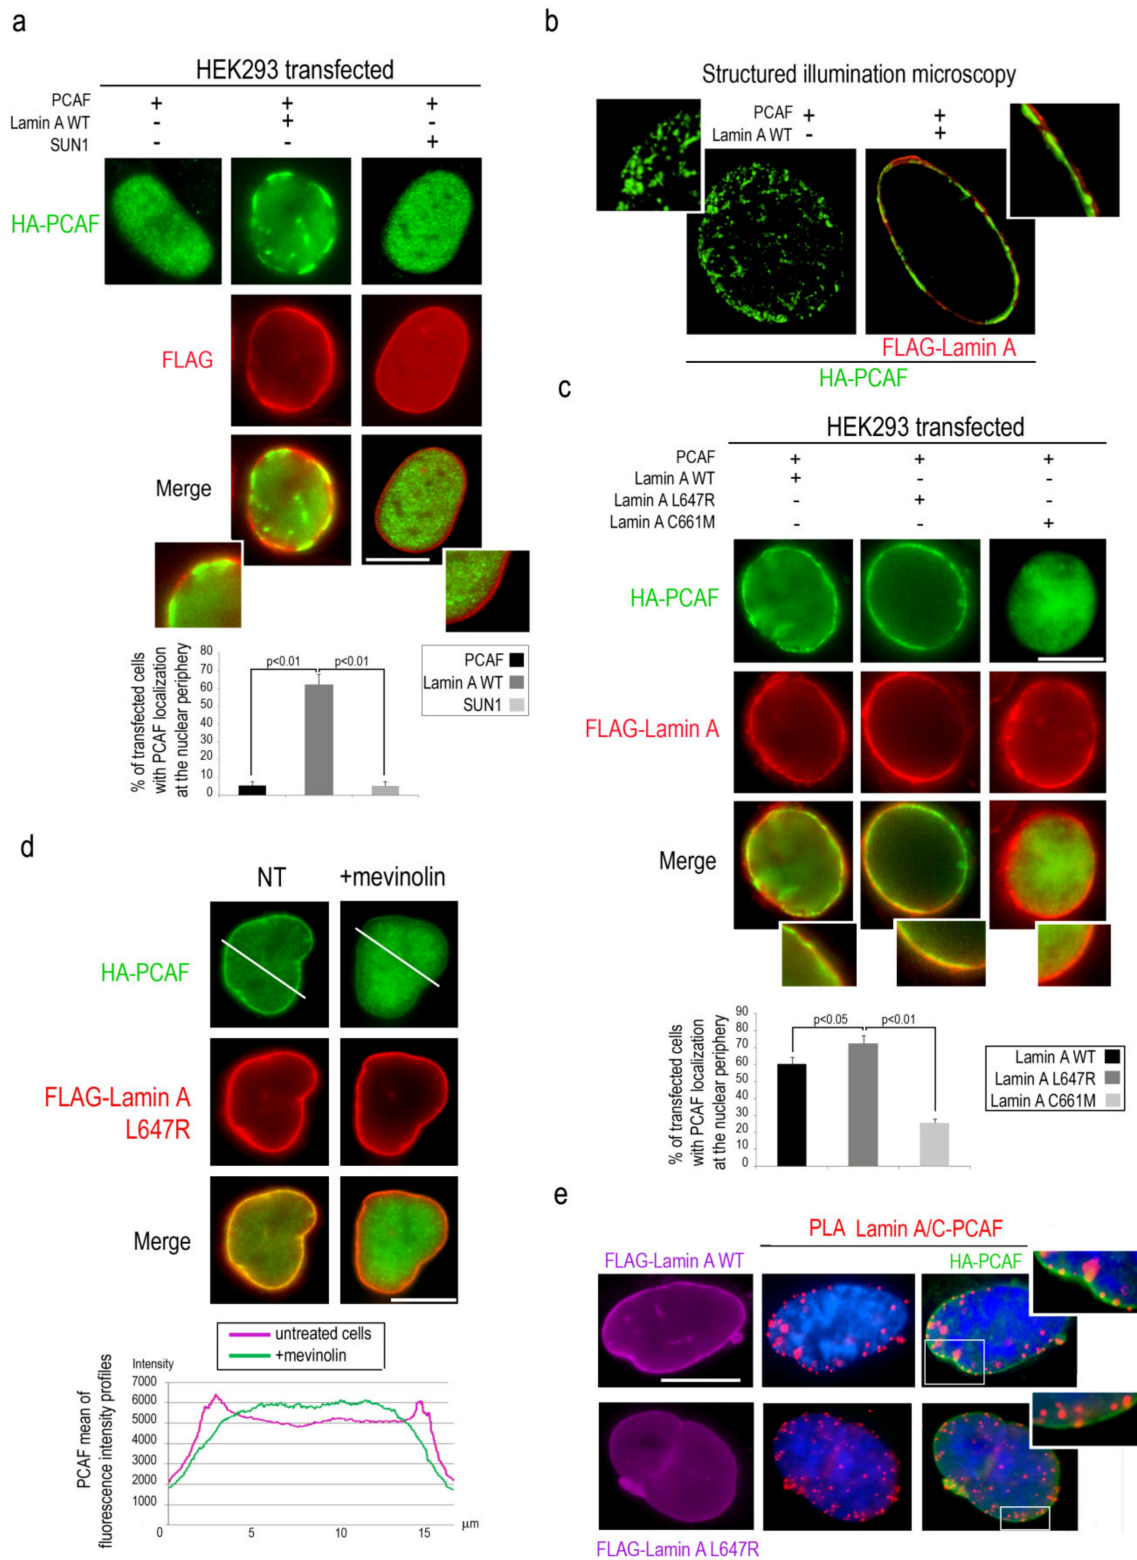 a
HEK293 transfected
PCAF + + +
Lamin A WT - + -
SUN1 - - +
HA-PCAF
FLAG
Merge
% of transfected cells
with PCAF localization
at the nuclear periphery
80
70
60
50
40
30
20
10
0
p<0.01 p<0.01
PCAF
Lamin A WT
SUN1
b
Structured illumination microscopy
PCAF + +
Lamin A WT - +
FLAG-Lamin A
HA-PCAF
c
HEK293 transfected
PCAF + + +
Lamin A WT + - -
Lamin A L647R - + -
Lamin A C661M - - +
HA-PCAF
FLAG-Lamin A
Merge
% of transfected cells
with PCAF localization
at the nuclear periphery
90
80
70
60
50
40
30
20
10
0
p<0.05 p<0.01
Lamin A WT
Lamin A L647R
Lamin A C661M
d
NT +mevinolin
HA-PCAF
FLAG-Lamin A
L647R
Merge
untreated cells
+mevinolin
Intensity
PCAF mean of
fluorescence intensity profiles
7000
6000
5000
4000
3000
2000
1000
0 5 10 15 µm
e
PLA Lamin A/C-PCAF
FLAG-Lamin A WT HA-PCAF
FLAG-Lamin A L647R